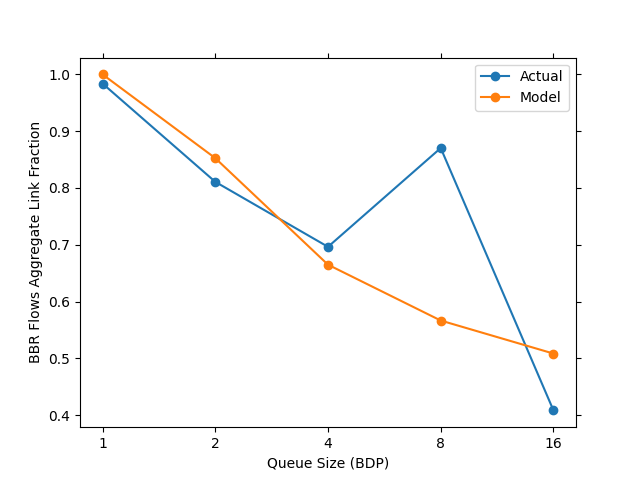 Actual
Model
1.0
0.9
0.8
0.7
0.6
0.5
0.4
BBR Flows Aggregate Link Fraction
1 2 4 8 16
Queue Size (BDP)